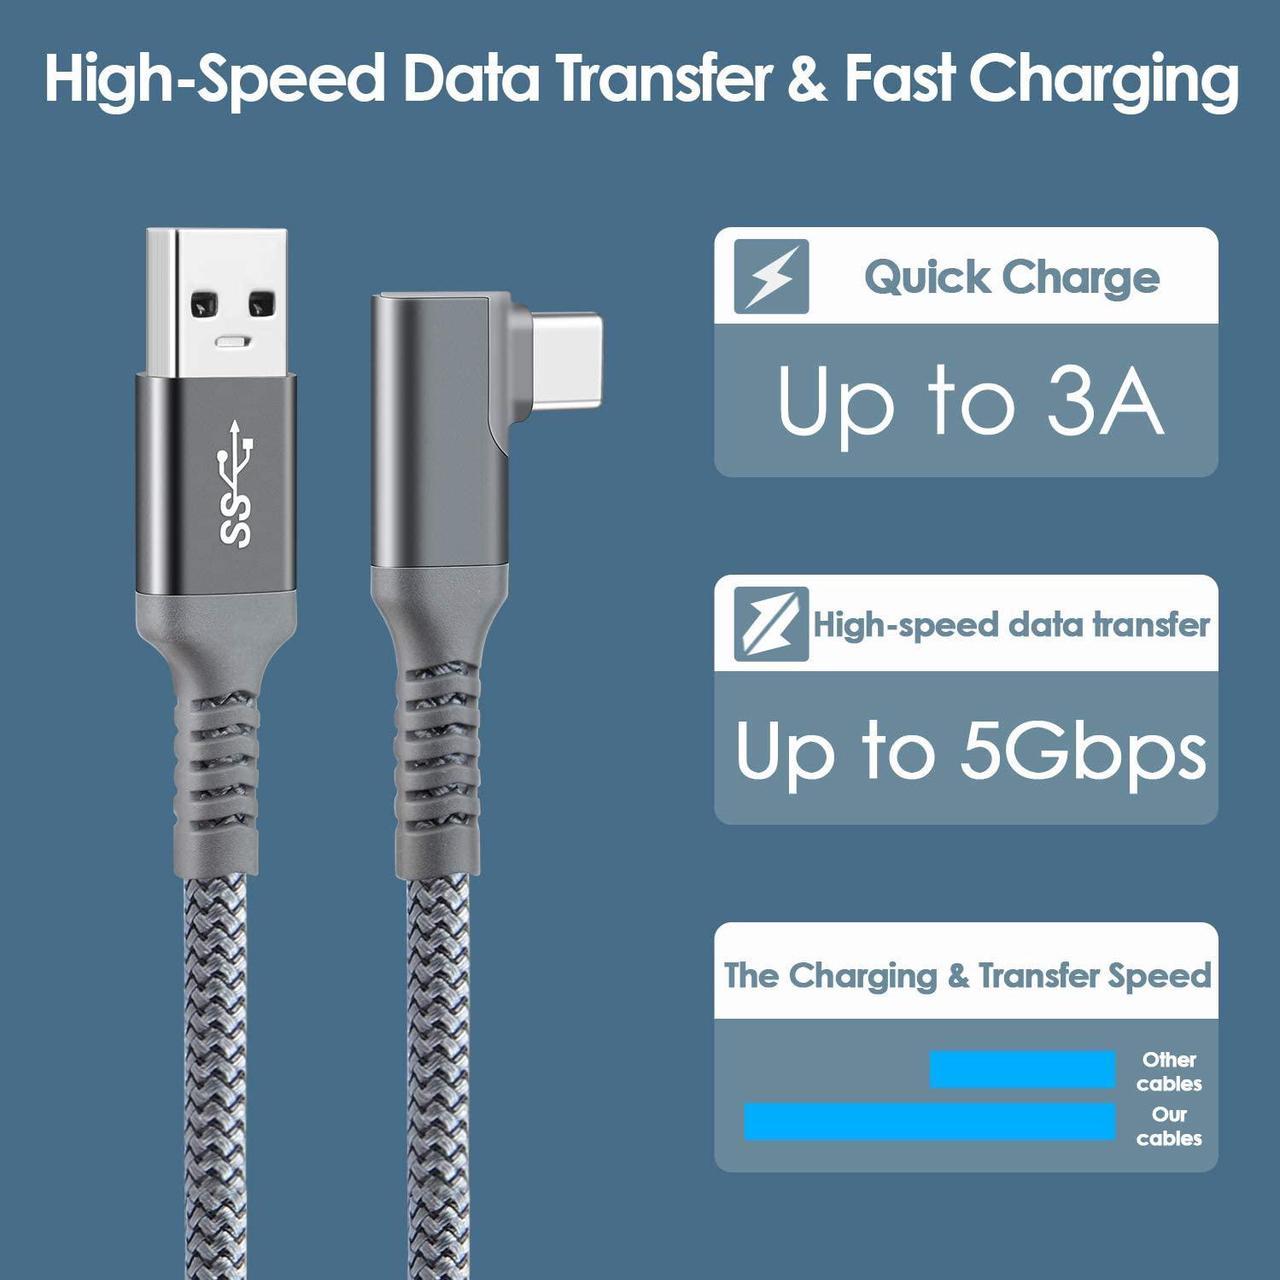 High-Speed Data Transfer & Fast Charging
Quick Charge
Up to 3A
SS
High-speed data transfer
Up to 5Gbps
The Charging & Transfer Speed
Other
cables
Our
cables